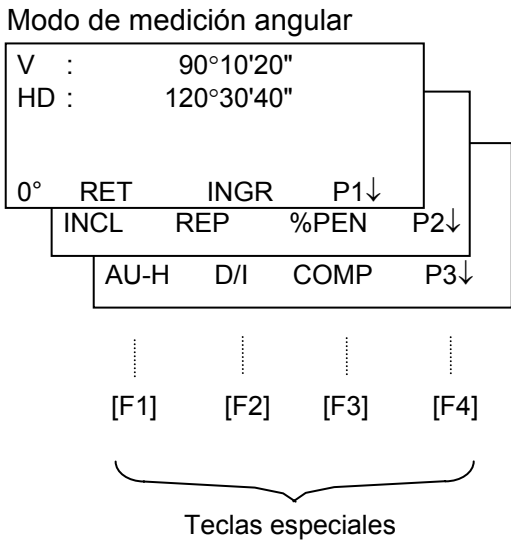 Modo de medición angular
V : 90°10'20"
HD : 120°30'40"
0° RET INGR P1↓
INCL REP %PEN P2↓
AU-H D/I COMP P3↓
[F1] [F2] [F3] [F4]
Teclas especiales